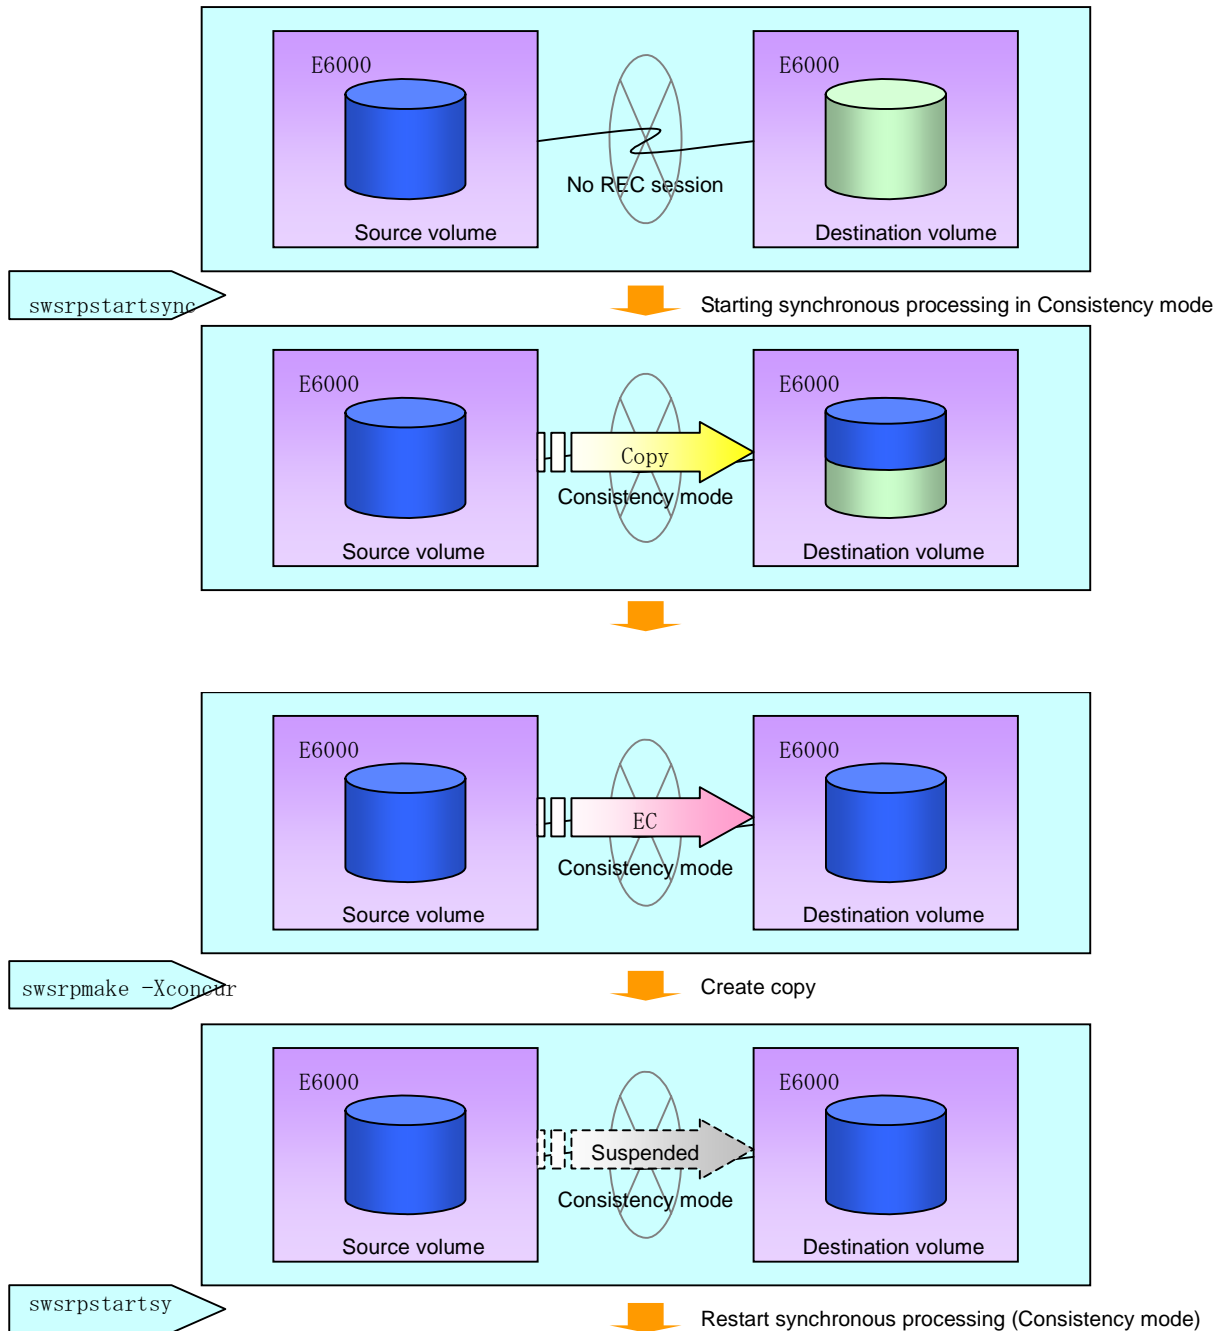 E6000
E6000
No REC session
Source volume
Destination volume
swsrpstartsync
Starting synchronous processing in Consistency mode
E6000
E6000
Copy
Consistency mode
Source volume
Destination volume
E6000
E6000
EC
Consistency mode
Source volume
Destination volume
swsrpmake -Xconcur
Create copy
E6000
E6000
Suspended
Consistency mode
Source volume
Destination volume
swsrpstartsy
Restart synchronous processing (Consistency mode)